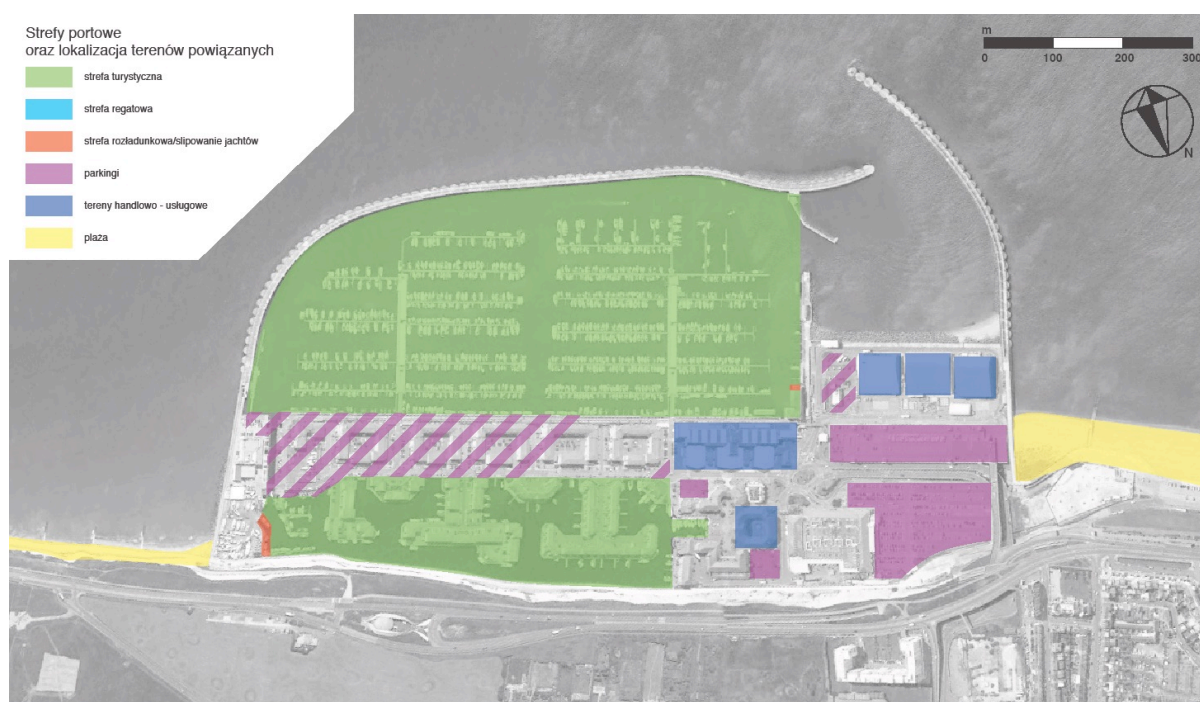 Strefy portowe
oraz lokalizacja terenów powiązanych
strefa turystyczna
strefa regatowa
strefa rozładunkowa/slipowanie jachtów
parkingi
tereny handlowo - usługowe
plaża
m
0 100 200 300
N